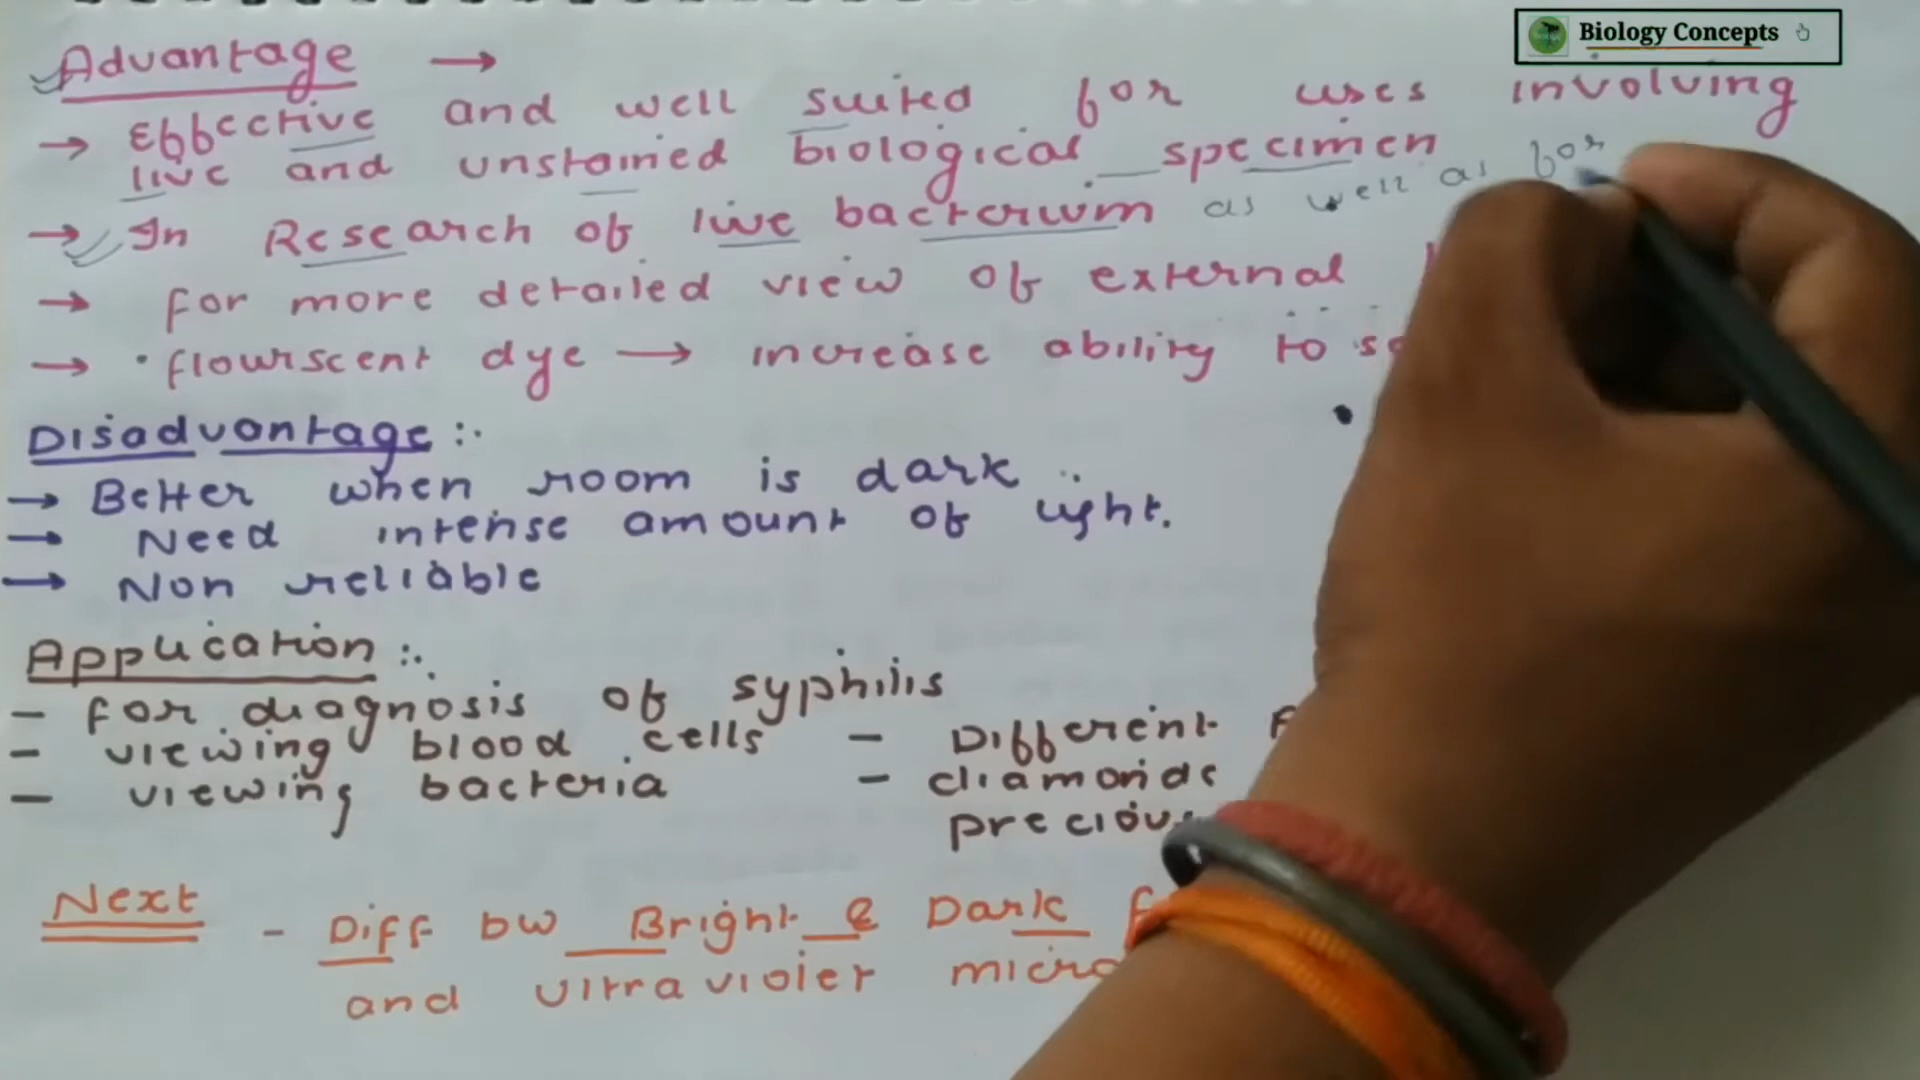 Biology Concepts
Advantage →
→ Effective and well suited for uses involving
live and unstained biological specimen
→ In Research of live bacterium as well as for
→ for more detailed view of external
→ • flourscent dye → increase ability to
Disadvantage :-
→ Better when room is dark
→ Need intense amount of light.
→ Non reliable
Application :-
- for diagnosis of syphilis
- viewing blood cells
- viewing bacteria
- Different
- diamonds
precious
Next - Diff bw Bright & Dark
and ultraviolet